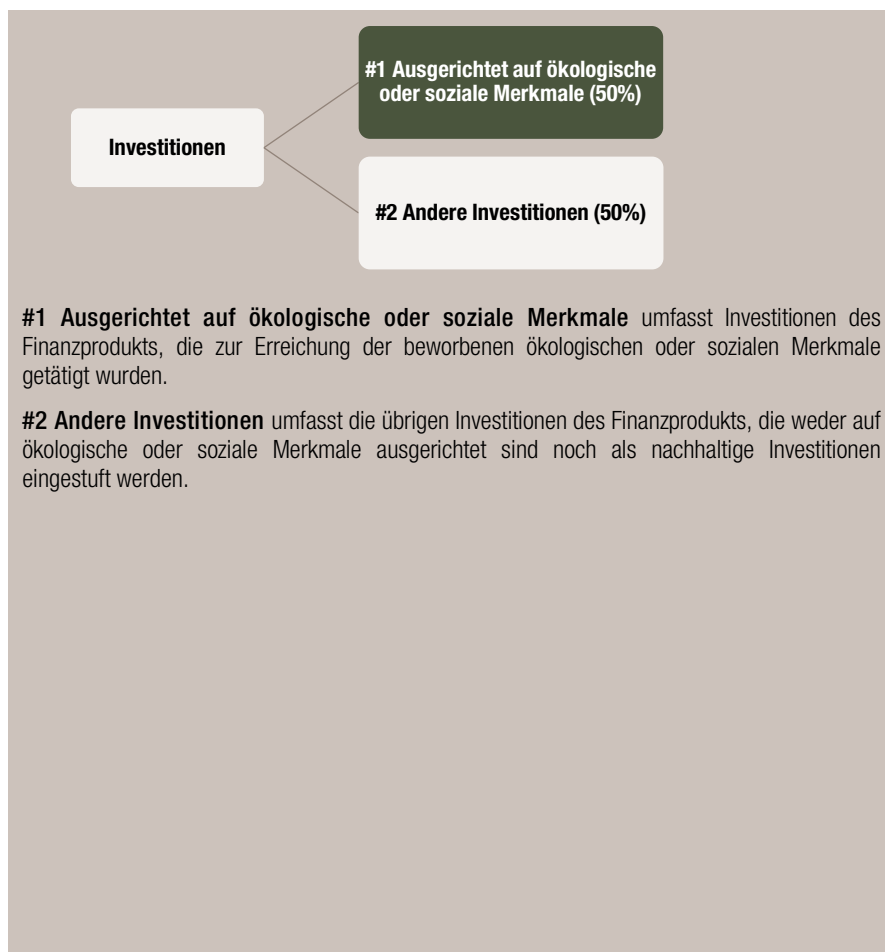 #1 Ausgerichtet auf ökologische
oder soziale Merkmale (50%)
Investitionen
#2 Andere Investitionen (50%)
#1 Ausgerichtet auf ökologische oder soziale Merkmale umfasst Investitionen des
Finanzprodukts, die zur Erreichung der beworbenen ökologischen oder sozialen Merkmale
getätigt wurden.
#2 Andere Investitionen umfasst die übrigen Investitionen des Finanzprodukts, die weder auf
ökologische oder soziale Merkmale ausgerichtet sind noch als nachhaltige Investitionen
eingestuft werden.